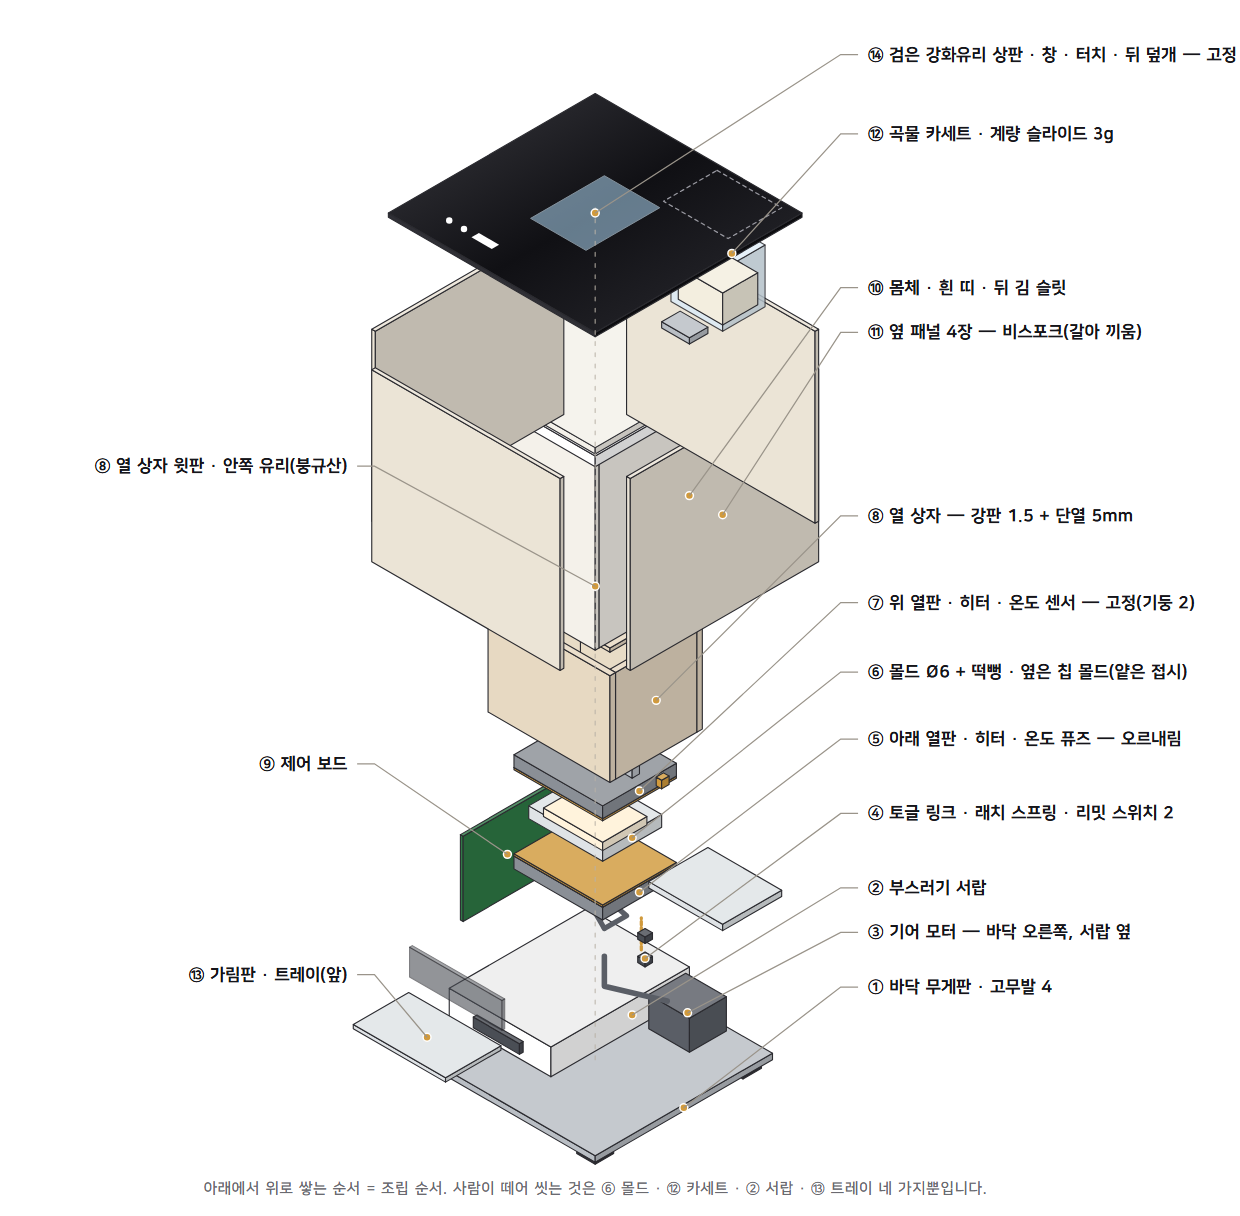 ⑭ 검은 강화유리 상판 · 창 · 터치 · 뒤 덮개 — 고정
⑫ 곡물 카세트 · 계량 슬라이드 3g
⑩ 몸체 · 흰 띠 · 뒤 김 슬릿
⑪ 옆 패널 4장 — 비스포크(갈아 끼움)
⑧ 열 상자 윗판 · 안쪽 유리(붕규산)
⑧ 열 상자 — 강판 1.5 + 단열 5mm
⑦ 위 열판 · 히터 · 온도 센서 — 고정(기둥 2)
⑥ 몰드 Ø6 + 떡뻥 · 옆은 칩 몰드(얕은 접시)
⑤ 아래 열판 · 히터 · 온도 퓨즈 — 오르내림
⑨ 제어 보드
④ 토글 링크 · 래치 스프링 · 리밋 스위치 2
② 부스러기 서랍
③ 기어 모터 — 바닥 오른쪽, 서랍 옆
⑬ 가림판 · 트레이(앞)
① 바닥 무게판 · 고무발 4
아래에서 위로 쌓는 순서 = 조립 순서. 사람이 떼어 씻는 것은 ⑥ 몰드 · ⑫ 카세트 · ② 서랍 · ⑬ 트레이 네 가지뿐입니다.